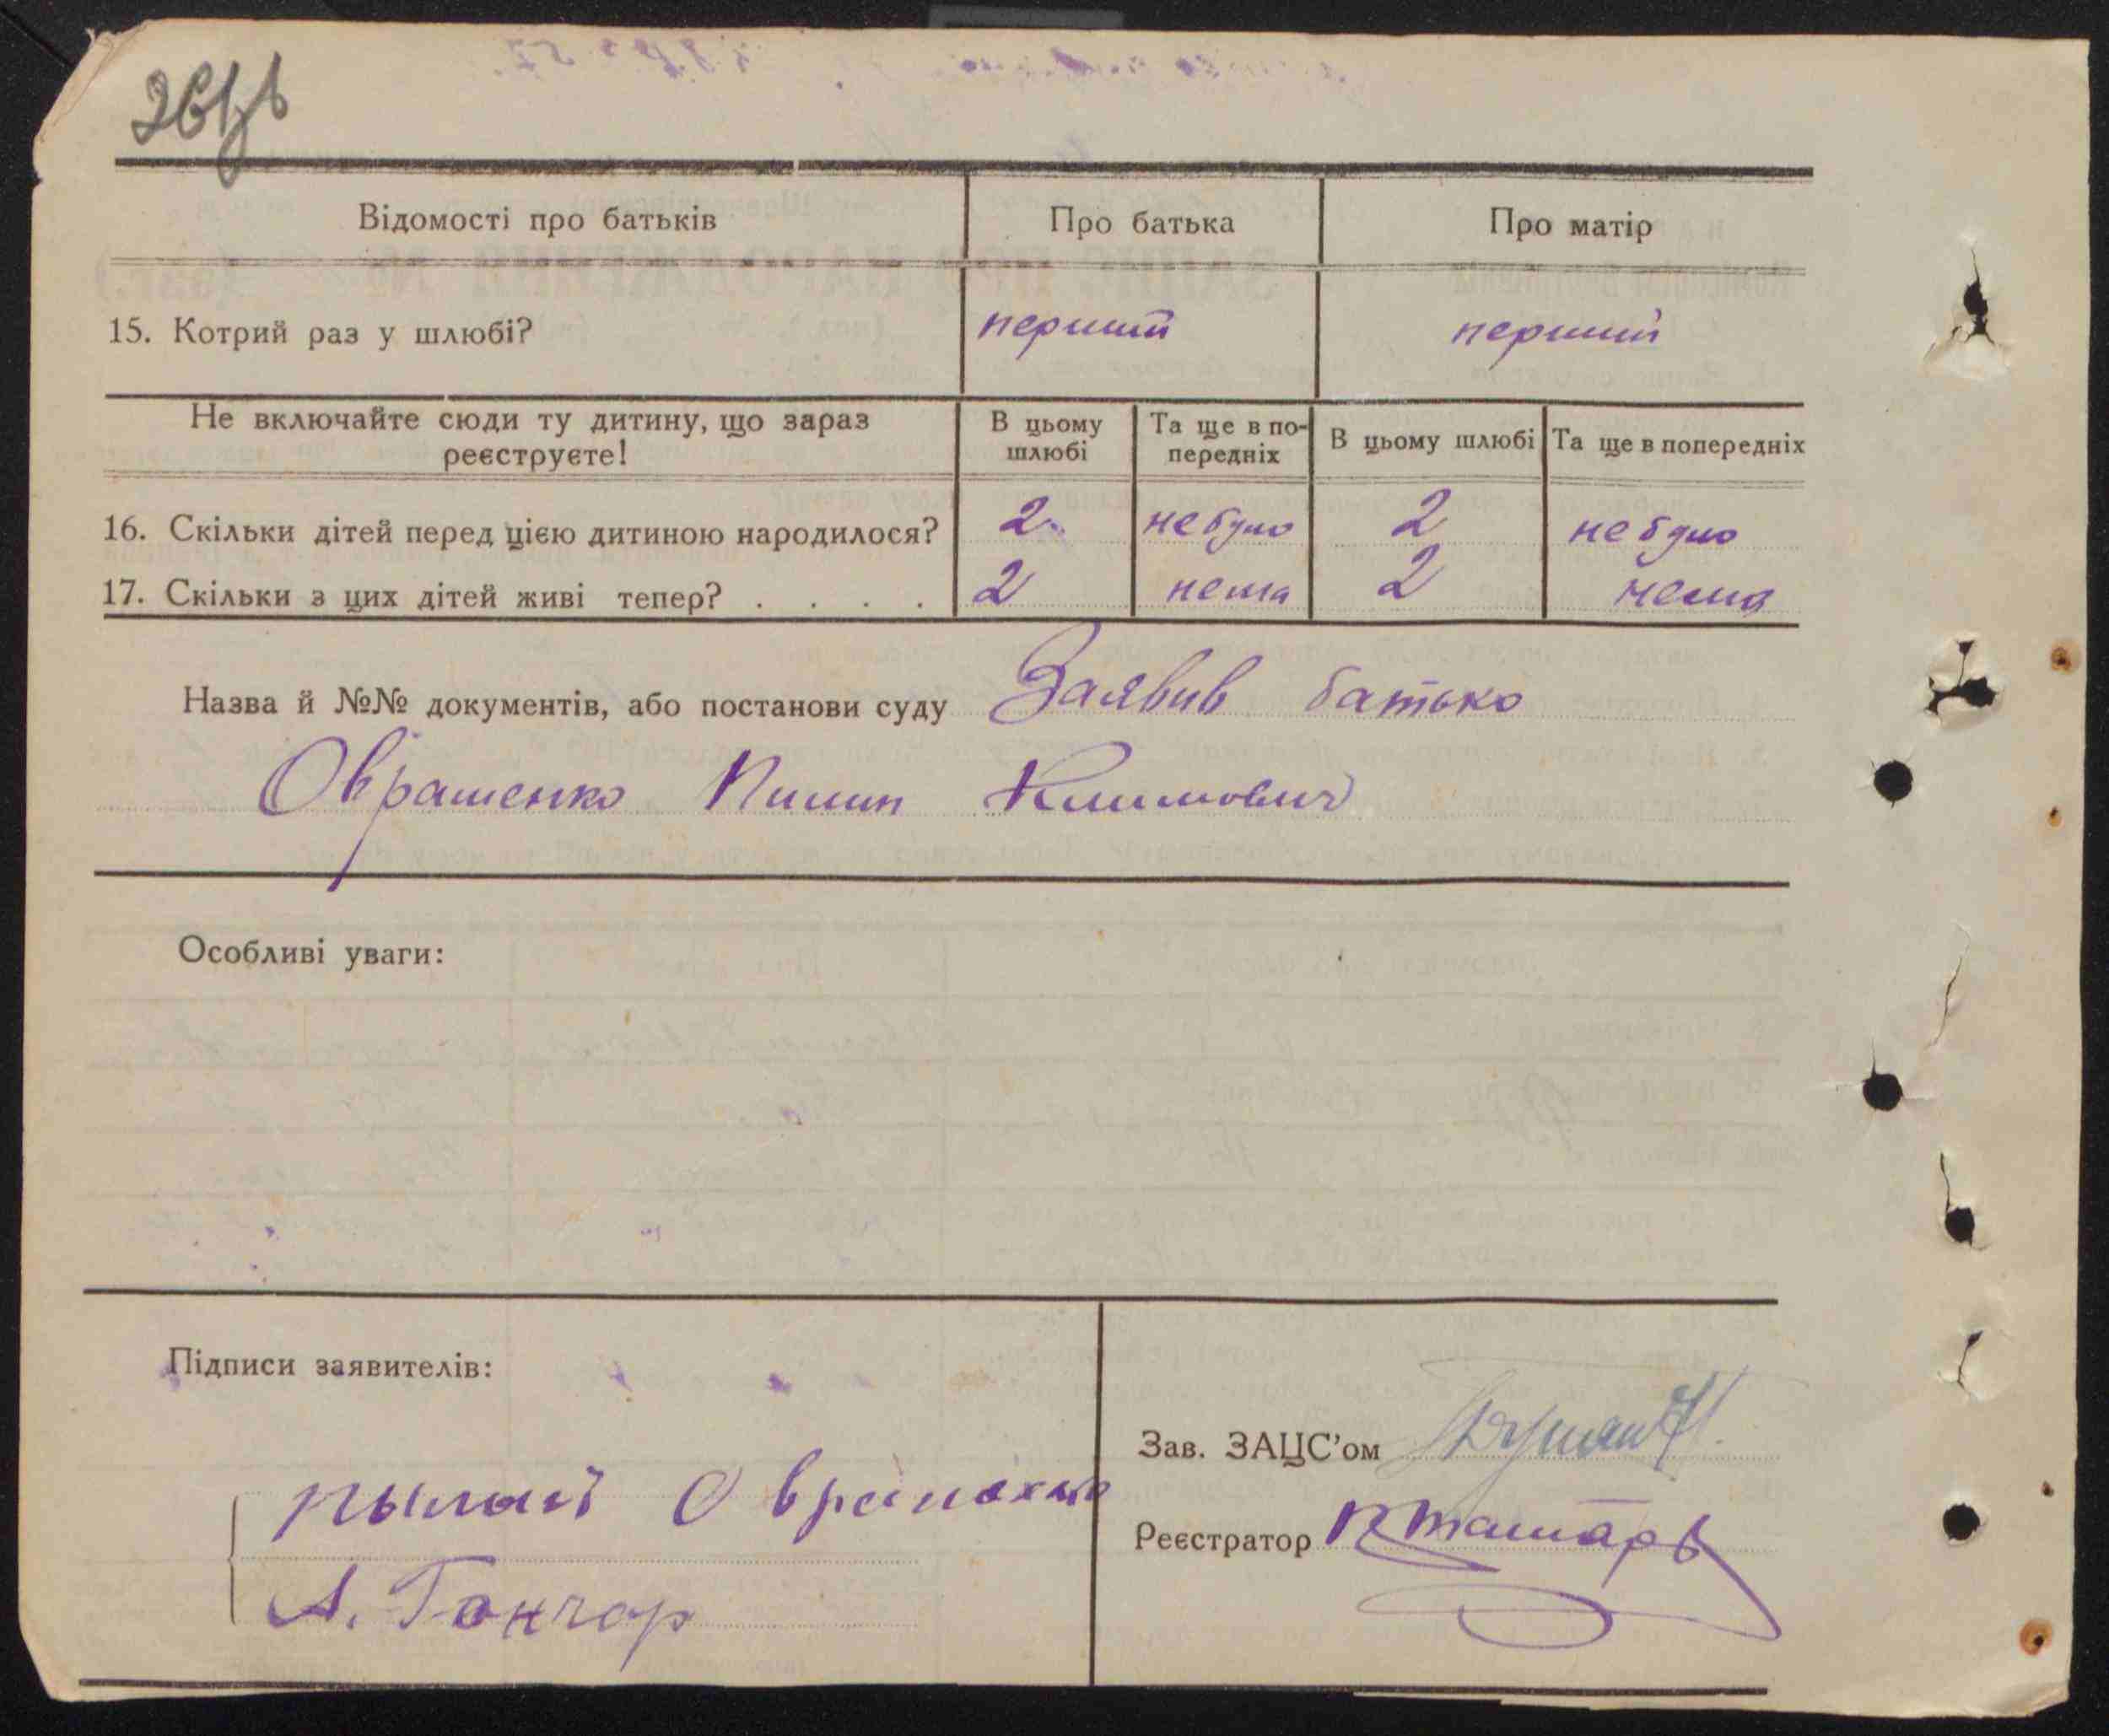 Відомості про батьків Про батька Про матір
15. Котрий раз у шлюбі? перший перший
Не включайте сюди ту дитину, що зараз реєструєте! В цьому шлюбі Та ще в попередніх В цьому шлюбі Та ще в попередніх
16. Скільки дітей перед цією дитиною народилося? 2 не було 2 не було
17. Скільки з цих дітей живі тепер? . . . . 2 нема 2 нема
Назва й №№ документів, або постанови суду Заявив батько
Овраменко Пилип Климович
Особливі уваги:
Підписи заявителів:
Зав. ЗАЦС’ом
Реєстратор
А. Гончар